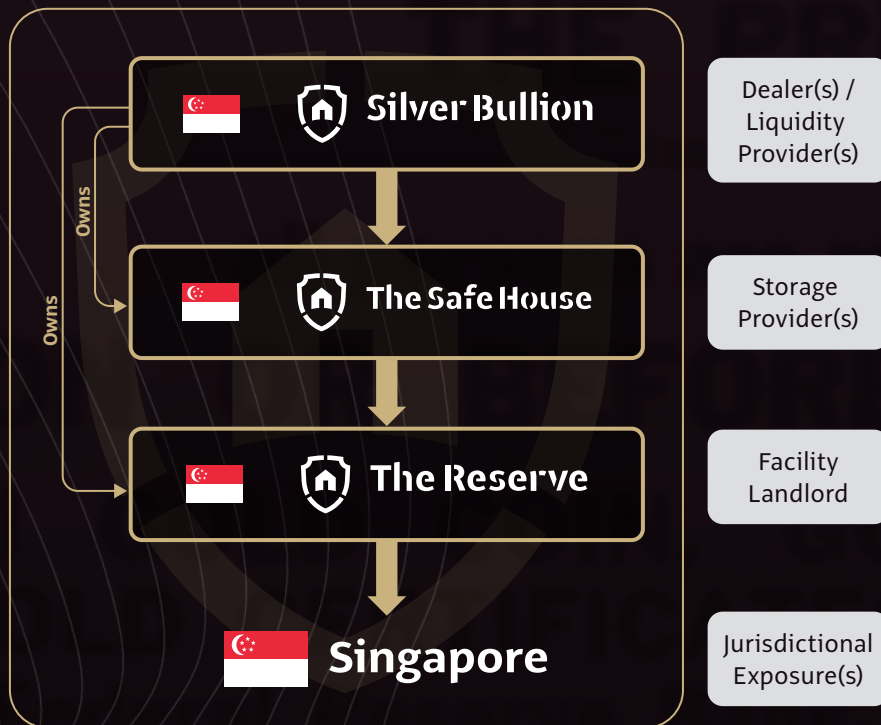 Silver Bullion
Dealer(s) /
Liquidity
Provider(s)
Owns
Owns
The Safe House
Storage
Provider(s)
The Reserve
Facility
Landlord
Singapore
Jurisdictional
Exposure(s)